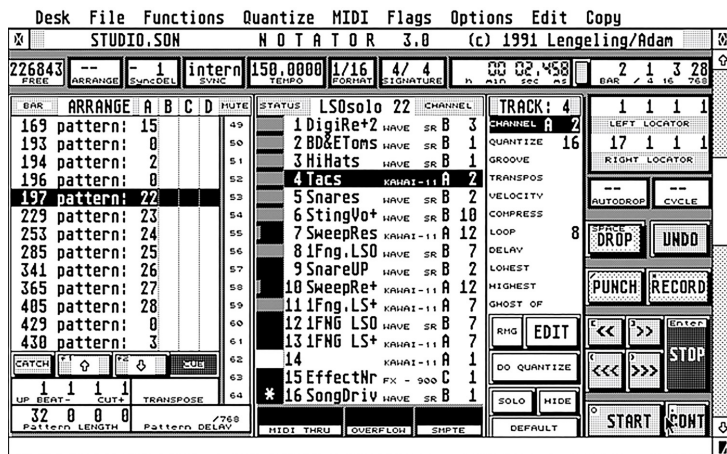 Desk File Functions Quantize MIDI Flags Options Edit Copy
STUDIO.SON NOTATOR 3.0 (c) 1991 Lengeling/Adam
226843 -- - 1 intern 150.0000 1/16 4/ 4 00 02.458 2 1 3 28
FREE ARRANGE SyncDEL SYNC TEMPO FORMAT SIGNATURE h min sec ms BAR / 4 16 768
BAR ARRANGE A B C D MUTE
169 pattern: 15
193 pattern: 0
194 pattern: 2
196 pattern: 0
197 pattern: 22
229 pattern: 23
253 pattern: 24
285 pattern: 25
341 pattern: 26
365 pattern: 27
405 pattern: 28
429 pattern: 0
430 pattern: 3
49
50
51
52
53
54
55
56
57
58
59
60
61
62
63
64
CATCH F1 F2 CUE
1 1 1 1
UP BEAT- CUT+ TRANSPOSE
32 0 0 0 /768
Pattern LENGTH Pattern DELAY
STATUS LSOsolo 22 CHANNEL
1 DigiRe+2 WAVE SR B 3
2 BD&EToms WAVE SR B 1
3 HiHats WAVE SR B 1
4 Tacs KAWAI-11 A 2
5 Snares WAVE SR B 2
6 StingVo+ WAVE SR B 10
7 SweepRes KAWAI-11 A 12
8 1Fng.LSO WAVE SR B 7
9 SnareUP WAVE SR B 2
10 SweepRe+ KAWAI-11 A 12
11 1Fng.LS+ KAWAI-11 A 7
12 1FNG LSO WAVE SR B 7
13 1FNG LS+ KAWAI-11 A 7
14 KAWAI-11 A 1
15 EffectNr FX - 900 C 1
* 16 SongDriv WAVE SR B 1
MIDI THRU OVERFLOW SMPTE
TRACK: 4
CHANNEL A 2
QUANTIZE 16
GROOVE
TRANSPOS
VELOCITY
COMPRESS
LOOP 8
DELAY
LOWEST
HIGHEST
GHOST OF
RMG EDIT
DO QUANTIZE
SOLO HIDE
DEFAULT
1 1 1 1
LEFT LOCATOR
17 1 1 1
RIGHT LOCATOR
-- --
AUTODROP CYCLE
SPACE
DROP UNDO
PUNCH RECORD
<< >> Enter
STOP
<<< >>>
START CONT